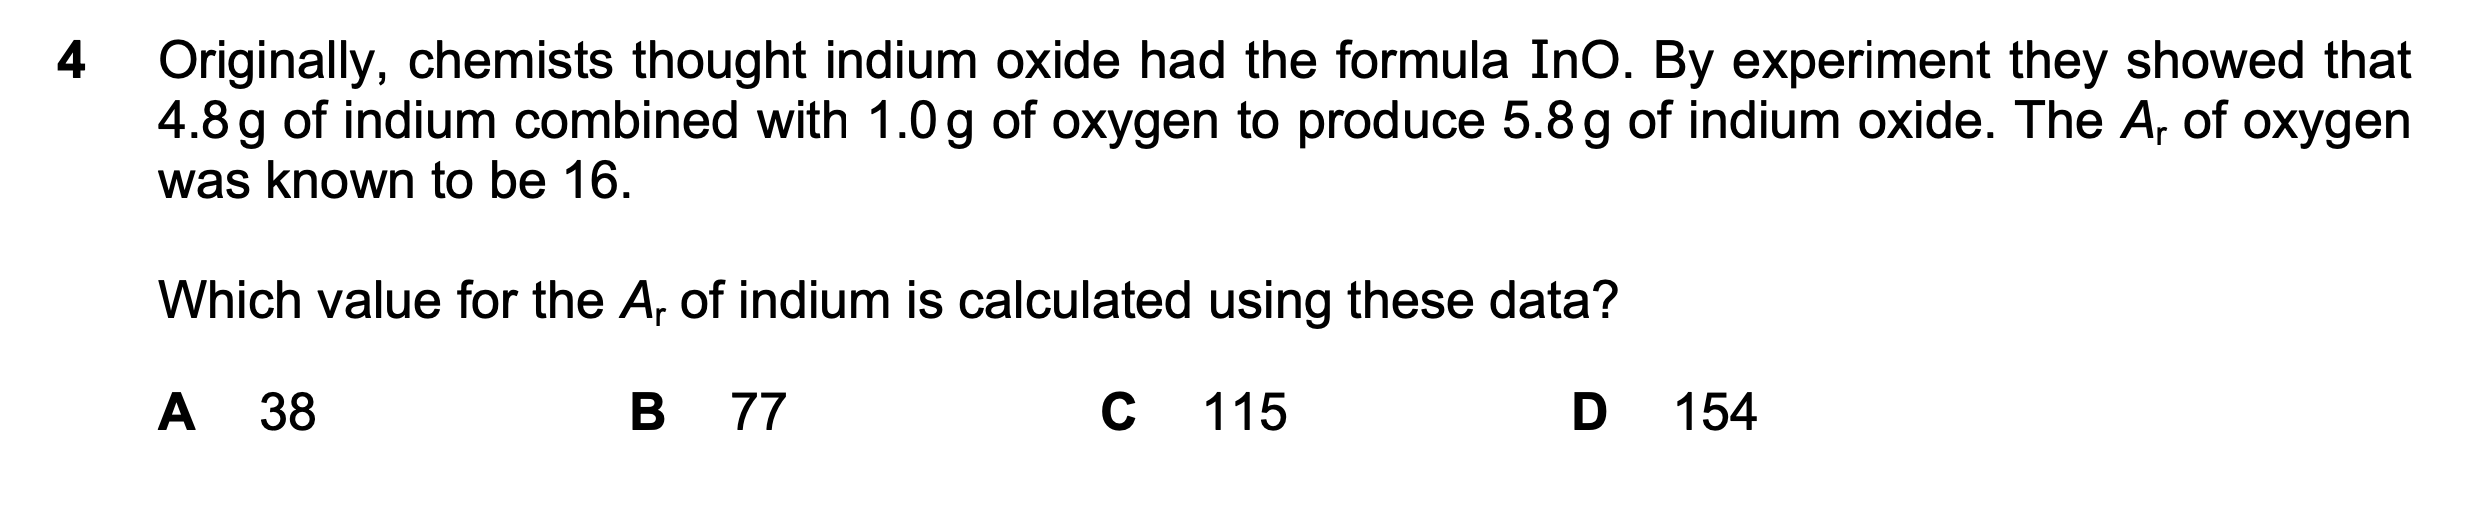 4 Originally, chemists thought indium oxide had the formula InO. By experiment they showed that
4.8 g of indium combined with 1.0 g of oxygen to produce 5.8 g of indium oxide. The Ar of oxygen
was known to be 16.
Which value for the Ar of indium is calculated using these data?
A 38 B 77 C 115 D 154